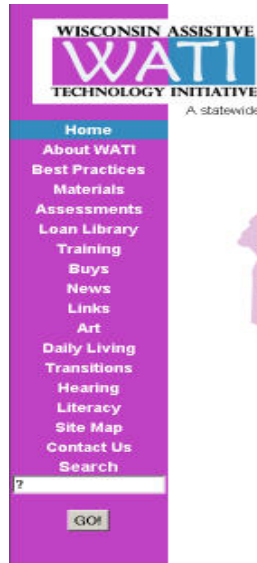 WISCONSIN ASSISTIVE
WATI
TECHNOLOGY INITIATIVE
A statewide
Home
About WATI
Best Practices
Materials
Assessments
Loan Library
Training
Buys
News
Links
Art
Daily Living
Transitions
Hearing
Literacy
Site Map
Contact Us
Search
?
GO!